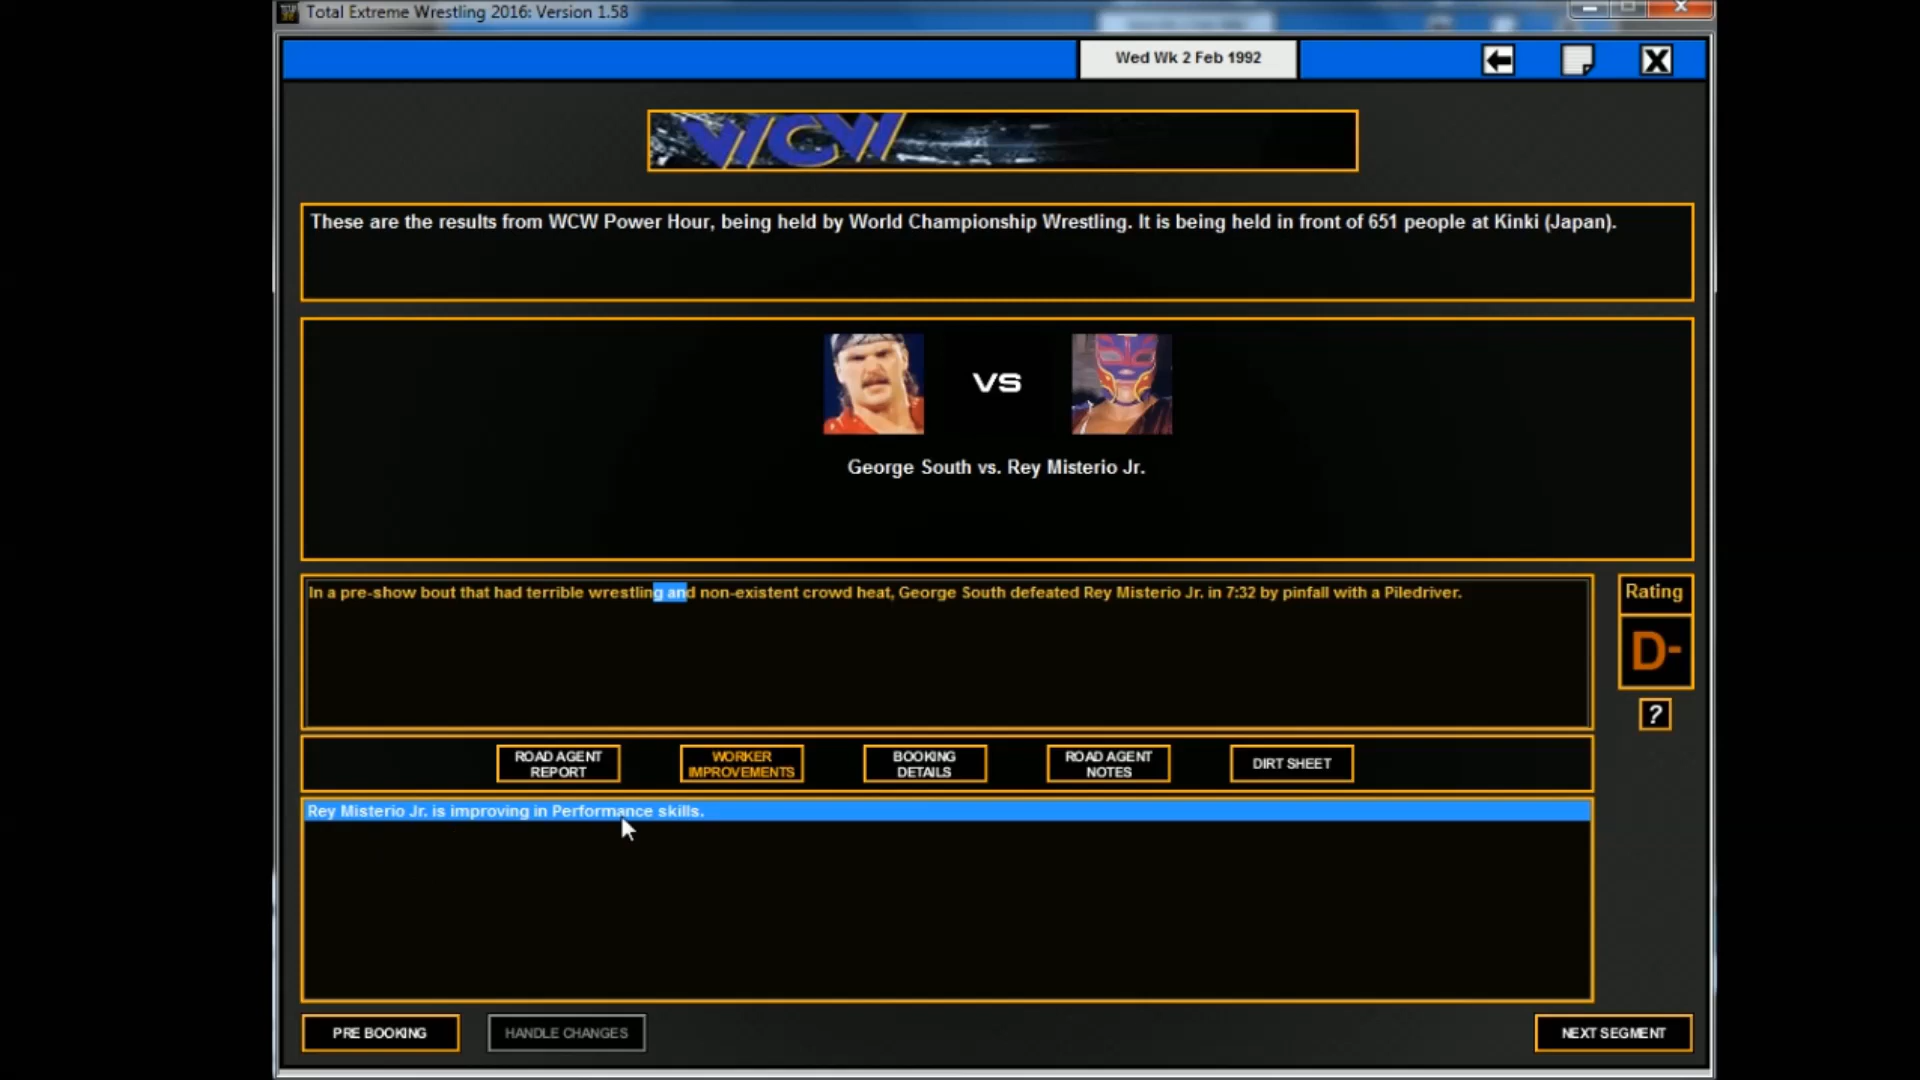 Total Extreme Wrestling 2016: Version 1.58
Wed Wk 2 Feb 1992
WCW
These are the results from WCW Power Hour, being held by World Championship Wrestling. It is being held in front of 651 people at Kinki (Japan).
VS
George South vs. Rey Misterio Jr.
In a pre-show bout that had terrible wrestling and non-existent crowd heat, George South defeated Rey Misterio Jr. in 7:32 by pinfall with a Piledriver.
Rating
D-
?
ROAD AGENT REPORT
WORKER IMPROVEMENTS
BOOKING DETAILS
ROAD AGENT NOTES
DIRT SHEET
Rey Misterio Jr. is improving in Performance skills.
PRE BOOKING
HANDLE CHANGES
NEXT SEGMENT